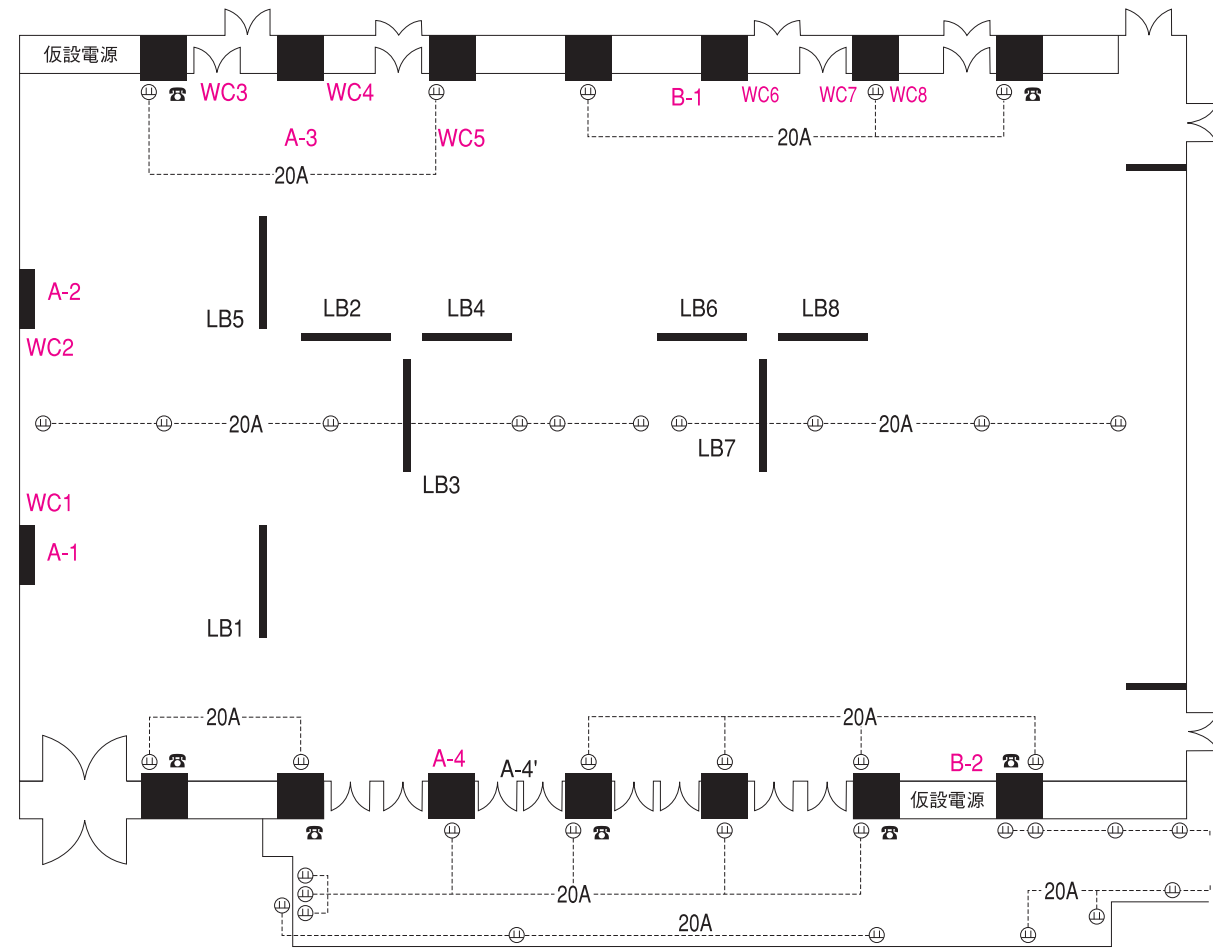 仮設電源
WC3
WC4
B-1
WC6
WC7
WC8
A-3
WC5
20A
20A
A-2
LB5
LB2
LB4
LB6
LB8
WC2
20A
20A
LB7
LB3
WC1
A-1
LB1
20A
20A
A-4
A-4'
B-2
仮設電源
20A
20A
20A